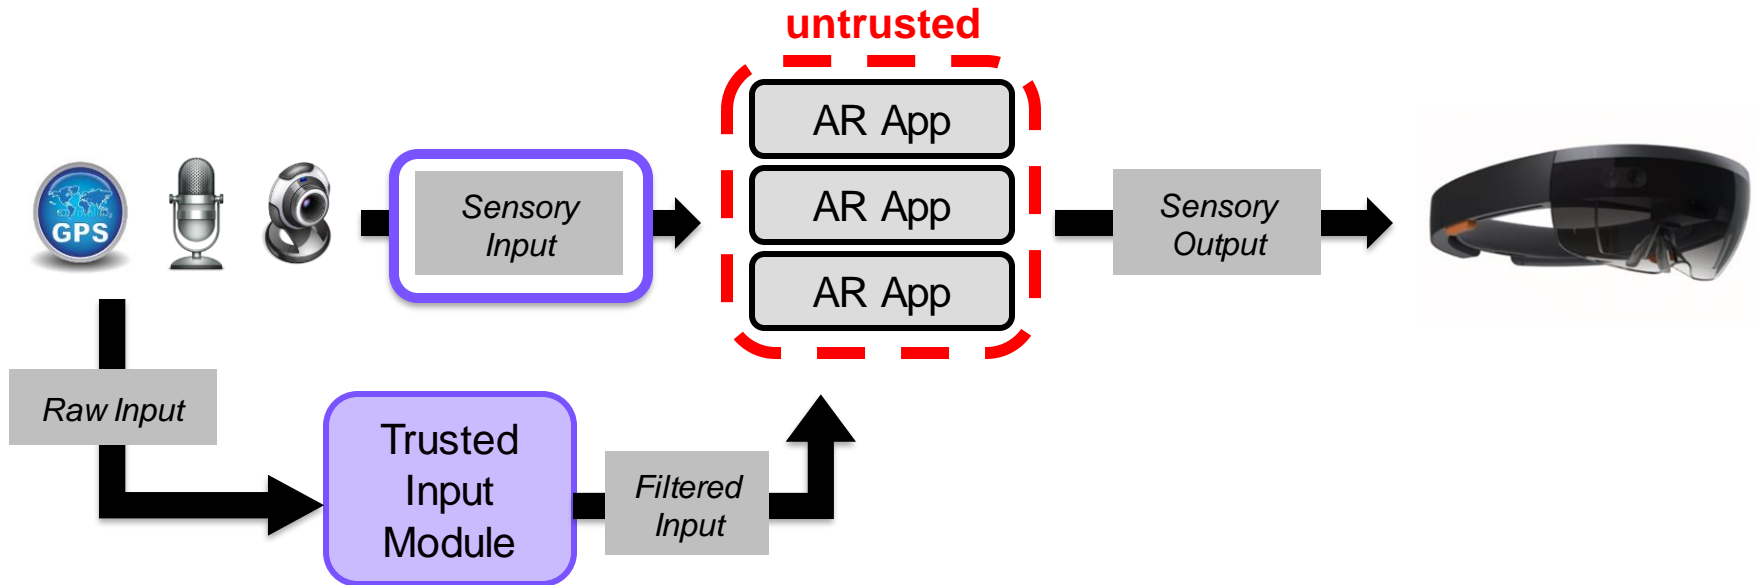 untrusted
AR App
AR App
AR App
GPS
Sensory
Input
Sensory
Output
Raw Input
Trusted
Input
Module
Filtered
Input